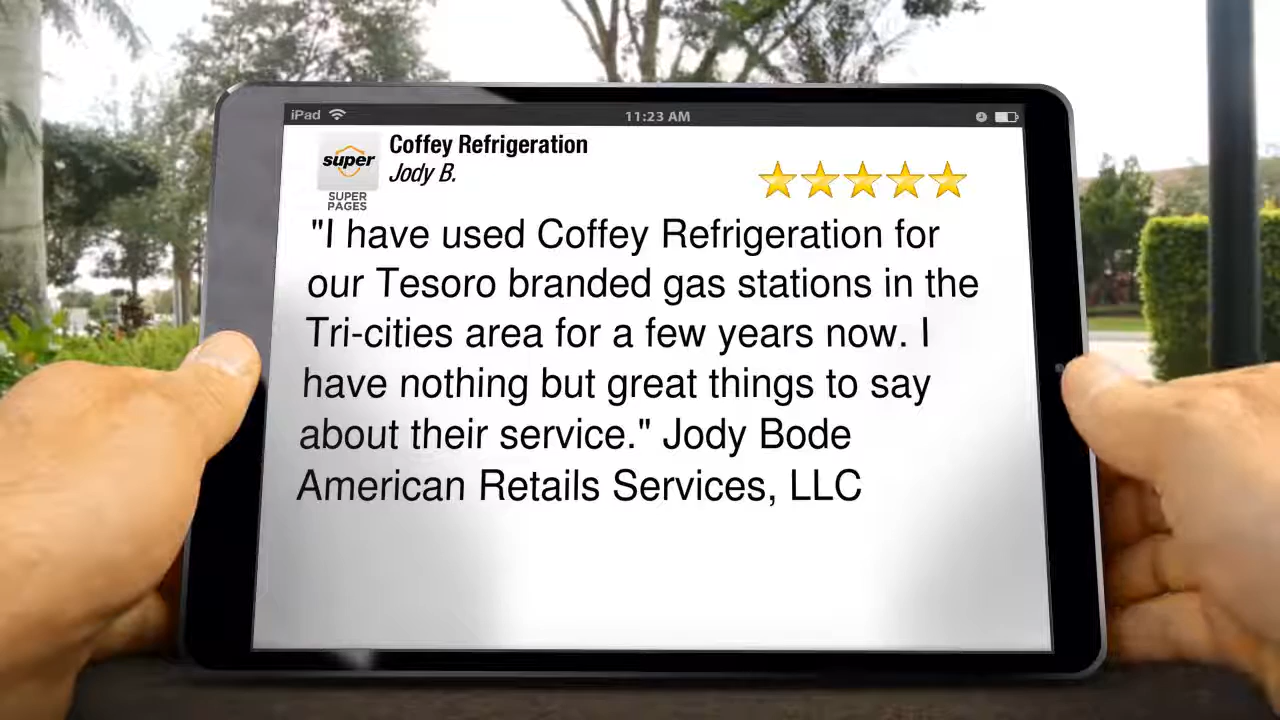 iPad 11:23 AM
super
SUPER
PAGES
Coffey Refrigeration
Jody B.
"I have used Coffey Refrigeration for
our Tesoro branded gas stations in the
Tri-cities area for a few years now. I
have nothing but great things to say
about their service." Jody Bode
American Retails Services, LLC